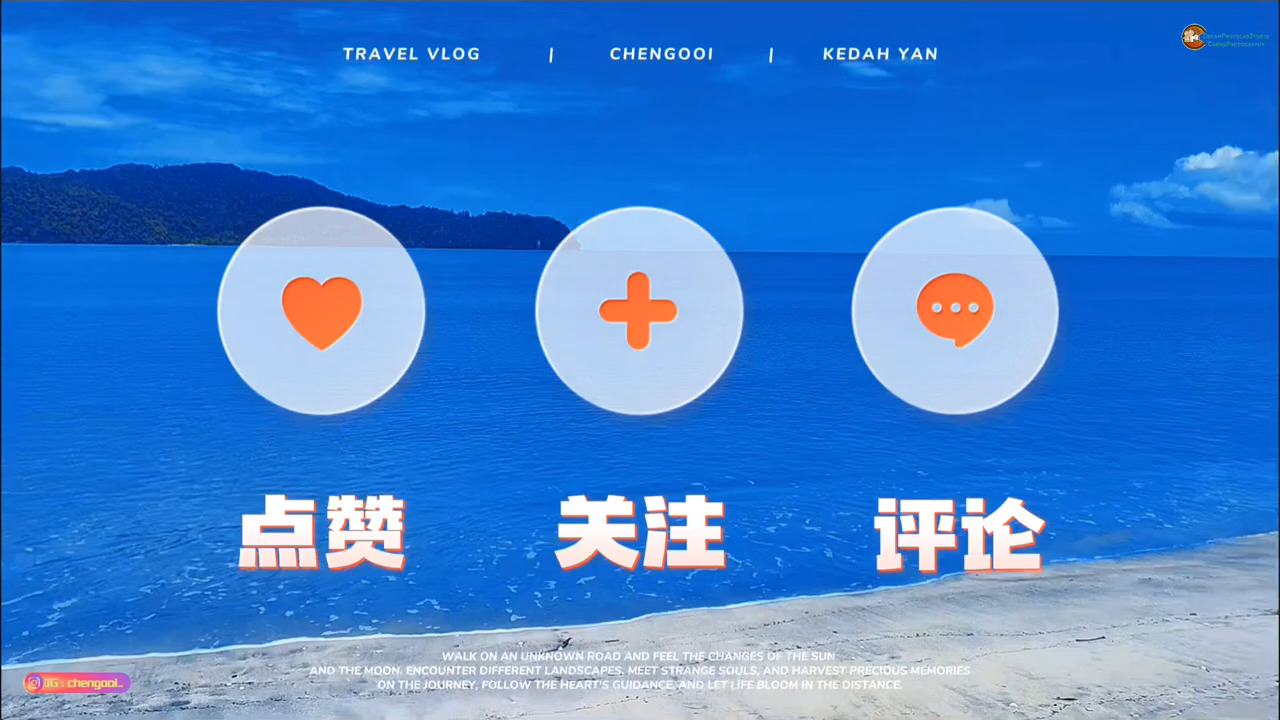 TRAVEL VLOG | CHENGOOI | KEDAH YAN
点赞 关注 评论
WALK ON AN UNKNOWN ROAD AND FEEL THE CHANGES OF THE SUN
AND THE MOON. ENCOUNTER DIFFERENT LANDSCAPES. MEET STRANGE SOULS, AND HARVEST PRECIOUS MEMORIES
ON THE JOURNEY. FOLLOW THE HEART'S GUIDANCE, AND LET LIFE BLOOM IN THE DISTANCE.
IG : chengooi_